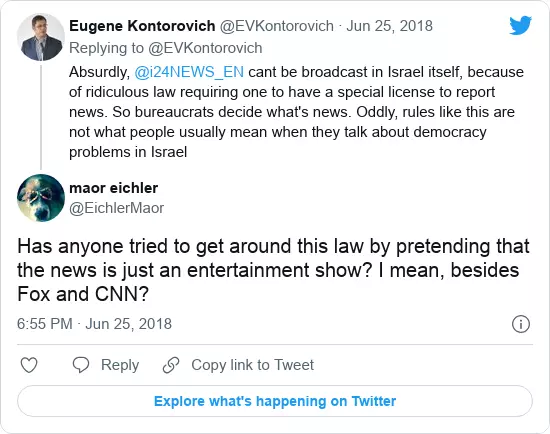 Eugene Kontorovich @EVKontorovich · Jun 25, 2018
Replying to @EVKontorovich
Absurdly, @i24NEWS_EN cant be broadcast in Israel itself, because
of ridiculous law requiring one to have a special license to report
news. So bureaucrats decide what's news. Oddly, rules like this are
not what people usually mean when they talk about democracy
problems in Israel
maor eichler
@EichlerMaor
Has anyone tried to get around this law by pretending that
the news is just an entertainment show? I mean, besides
Fox and CNN?
6:55 PM · Jun 25, 2018
Reply
Copy link to Tweet
Explore what's happening on Twitter